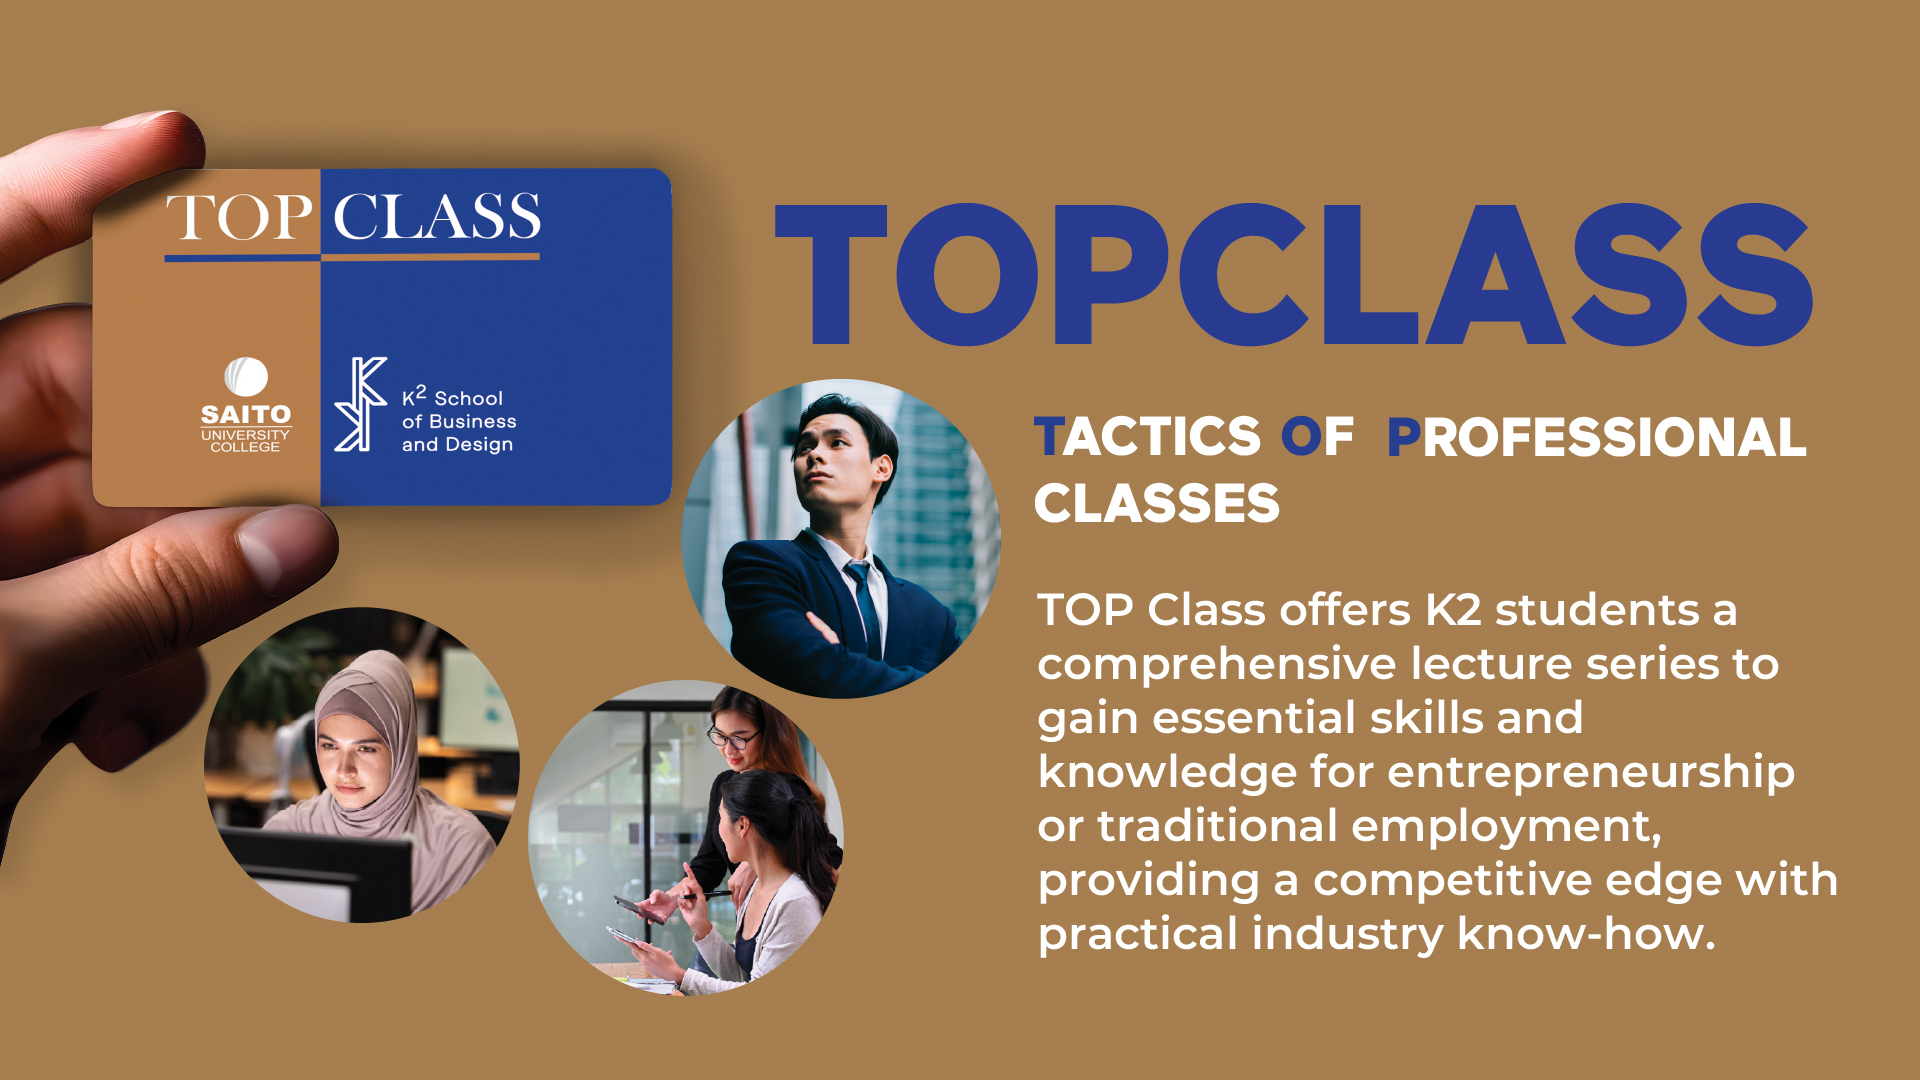 TOP CLASS
SAITO
UNIVERSITY
COLLEGE
K² School
of Business
and Design
TOPCLASS
TACTICS OF PROFESSIONAL
CLASSES
TOP Class offers K2 students a
comprehensive lecture series to
gain essential skills and
knowledge for entrepreneurship
or traditional employment,
providing a competitive edge with
practical industry know-how.